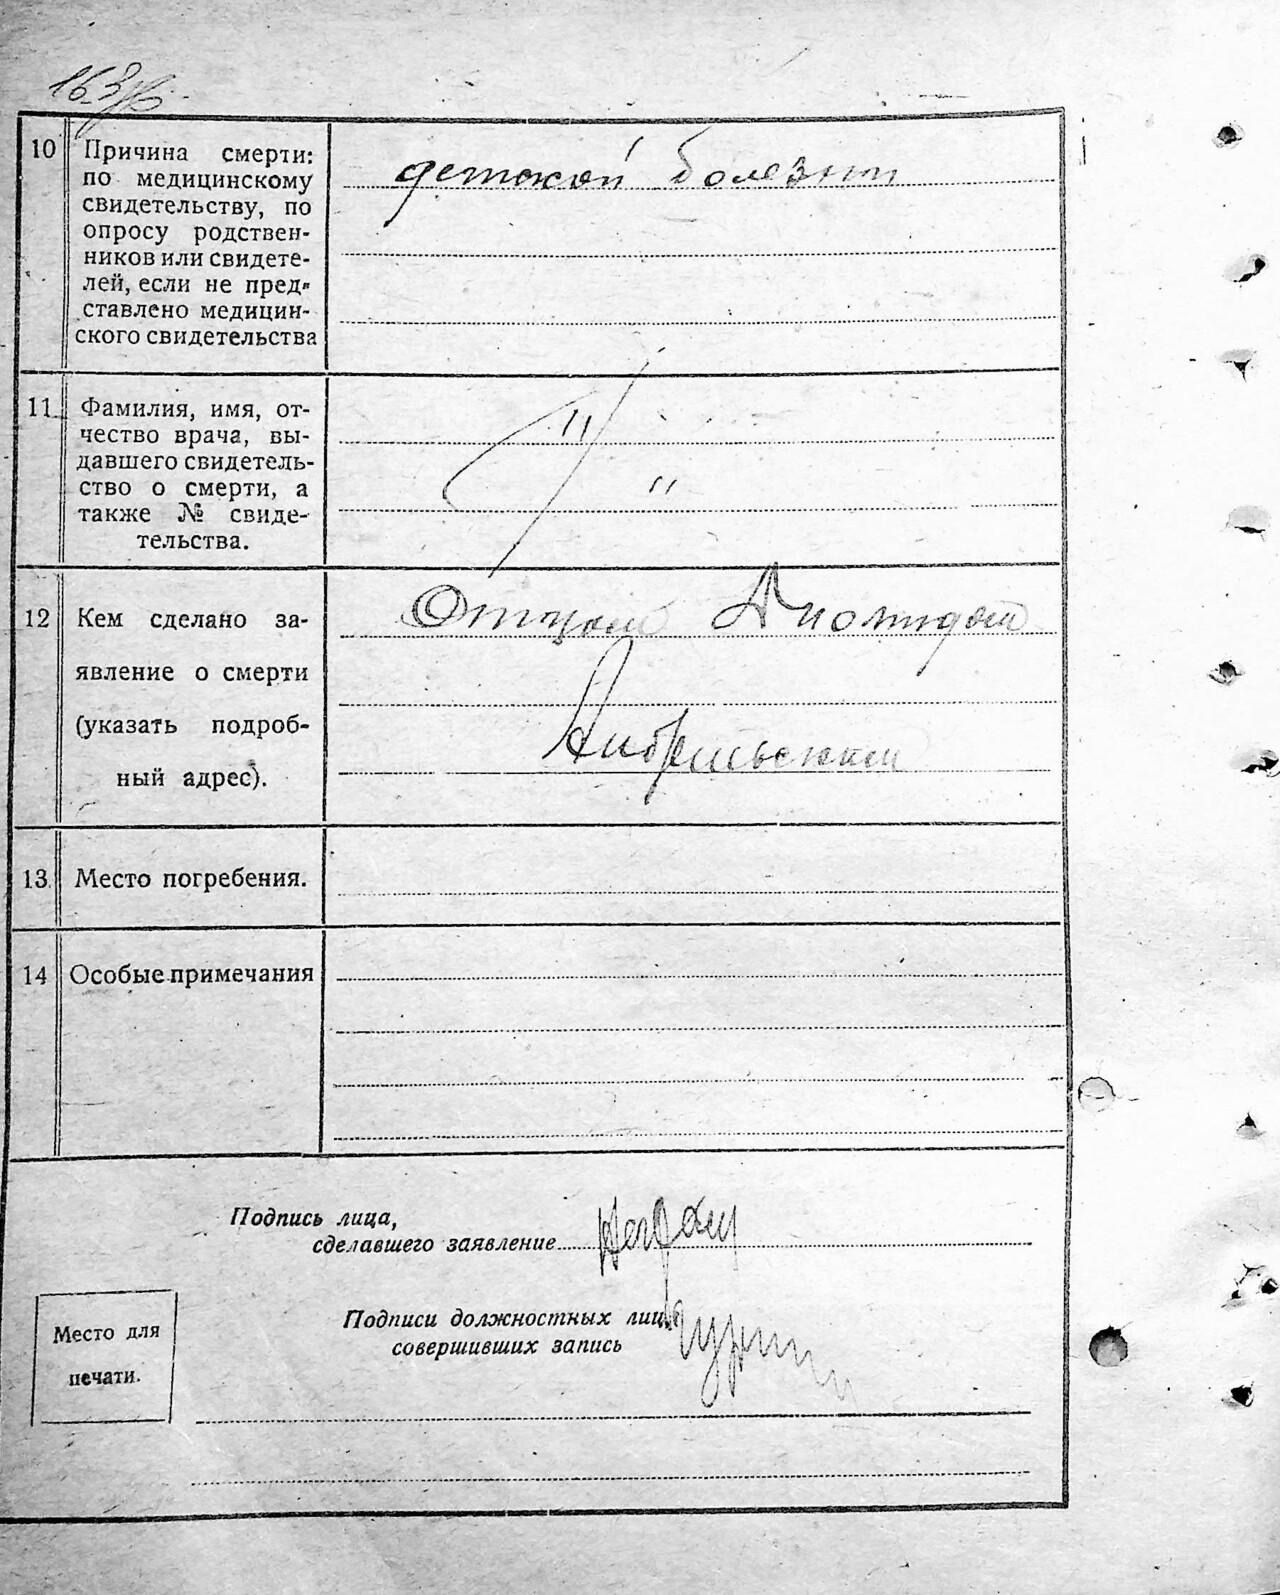 163
10 Причина смерти:
по медицинскому
свидетельству, по
опросу родствен-
ников или свидете-
лей, если не пред-
ставлено медицин-
ского свидетельства
детской болезни
11 Фамилия, имя, от-
чество врача, вы-
давшего свидетель-
ство о смерти, а
также № свиде-
тельства.
"
"
12 Кем сделано за-
явление о смерти
(указать подроб-
ный адрес).
Отцом
13 Место погребения.
14 Особые примечания
Подпись лица,
сделавшего заявление
Подписи должностных лиц,
совершивших запись
Место для
печати.